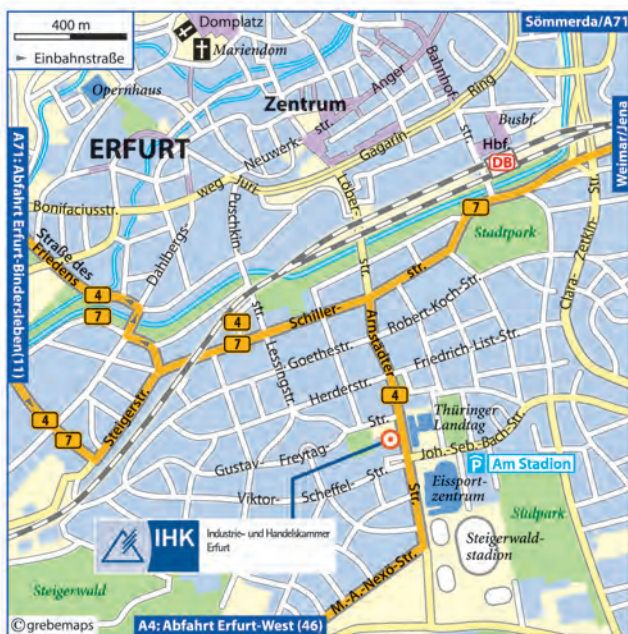 400 m
Einbahnstraße
Domplatz
Mariendom
Sömmerda/A71
Opernhaus
Zentrum
Anger
Bahnhof-
str.
Ring
Busbf.
Hbf.
DB
ERFURT
Neuwerk-
str.
Gagarin
Juri-
Löber-
str.
Weimar/Jena
A71: Abfahrt Erfurt-Bindersleben(11)
Bonifaciusstr.
Dahlbergs-
weg
Puschkin-
str.
7
Stadtpark
Clara-
Zetkin-
Str.
Straße des
Friedens
4
7
4
7
Schiller-
str.
Arnstädter
Str.
Robert-Koch-Str.
Goethestr.
Friedrich-List-Str.
Lessingstr.
Herderstr.
4
Steigerstr.
4
7
Thüringer
Landtag
Gustav-
Freytag-
Str.
Joh.-Seb.-Bach-Str.
P Am Stadion
Viktor-
Scheffel-
Str.
Eissport-
zentrum
Südpark
IHK
Industrie- und Handelskammer
Erfurt
Steigerwald-
stadion
Steigerwald
M.-A.-Nexö-Str.
©grebemaps
A4: Abfahrt Erfurt-West (46)